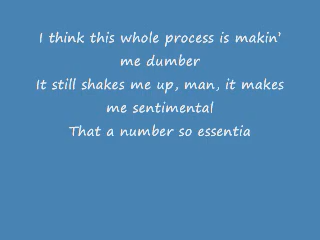 I think this whole process is makin'
me dumber
It still shakes me up, man, it makes
me sentimental
That a number so essentia